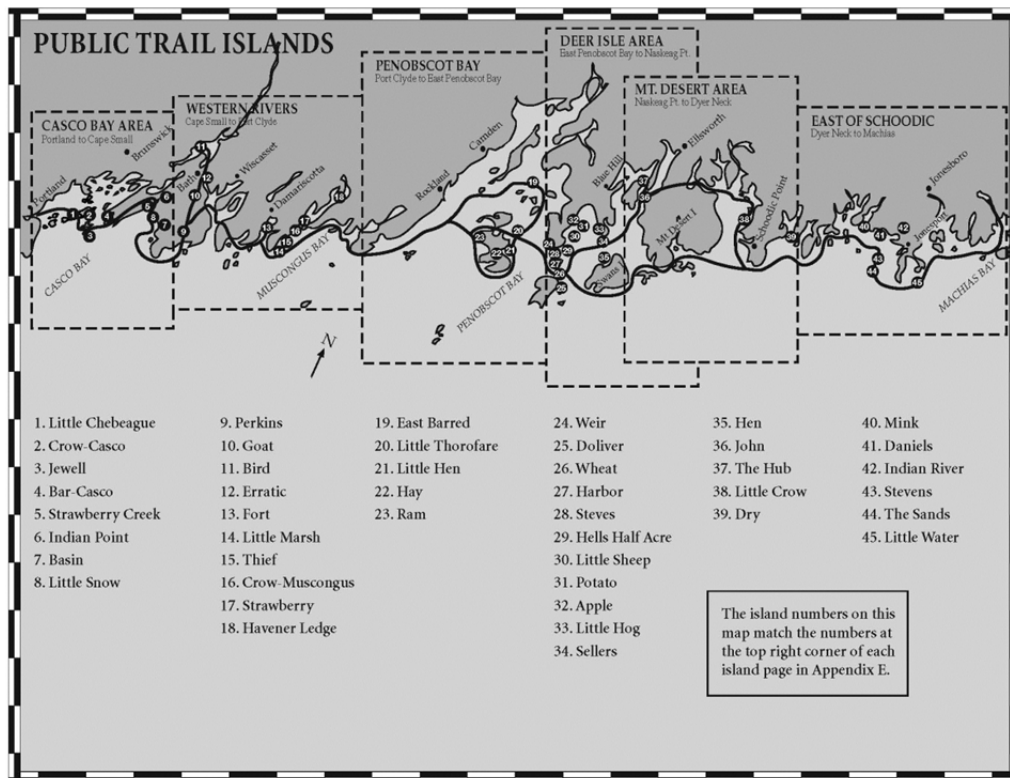 PUBLIC TRAIL ISLANDS
CASCO BAY AREA
Portland to Cape Small
WESTERN RIVERS
Cape Small to Port Clyde
PENOBSCOT BAY
Port Clyde to East Penobscot Bay
DEER ISLE AREA
East Penobscot Bay to Naskeag Pt.
MT. DESERT AREA
Naskeag Pt. to Dyer Neck
EAST OF SCHOODIC
Dyer Neck to Machias
Portland
Brunswick
Bath
Wiscasset
Damariscotta
Rockland
Camden
Blue Hill
Ellsworth
Mt. Desert I
Swans I
Schoodic Point
Jonesport
Jonesboro
CASCO BAY
MUSCONGUS BAY
PENOBSCOT BAY
MACHIAS BAY
N
1. Little Chebeague
2. Crow-Casco
3. Jewell
4. Bar-Casco
5. Strawberry Creek
6. Indian Point
7. Basin
8. Little Snow
9. Perkins
10. Goat
11. Bird
12. Erratic
13. Fort
14. Little Marsh
15. Thief
16. Crow-Muscongus
17. Strawberry
18. Havener Ledge
19. East Barred
20. Little Thorofare
21. Little Hen
22. Hay
23. Ram
24. Weir
25. Doliver
26. Wheat
27. Harbor
28. Steves
29. Hells Half Acre
30. Little Sheep
31. Potato
32. Apple
33. Little Hog
34. Sellers
35. Hen
36. John
37. The Hub
38. Little Crow
39. Dry
40. Mink
41. Daniels
42. Indian River
43. Stevens
44. The Sands
45. Little Water
The island numbers on this
map match the numbers at
the top right corner of each
island page in Appendix E.